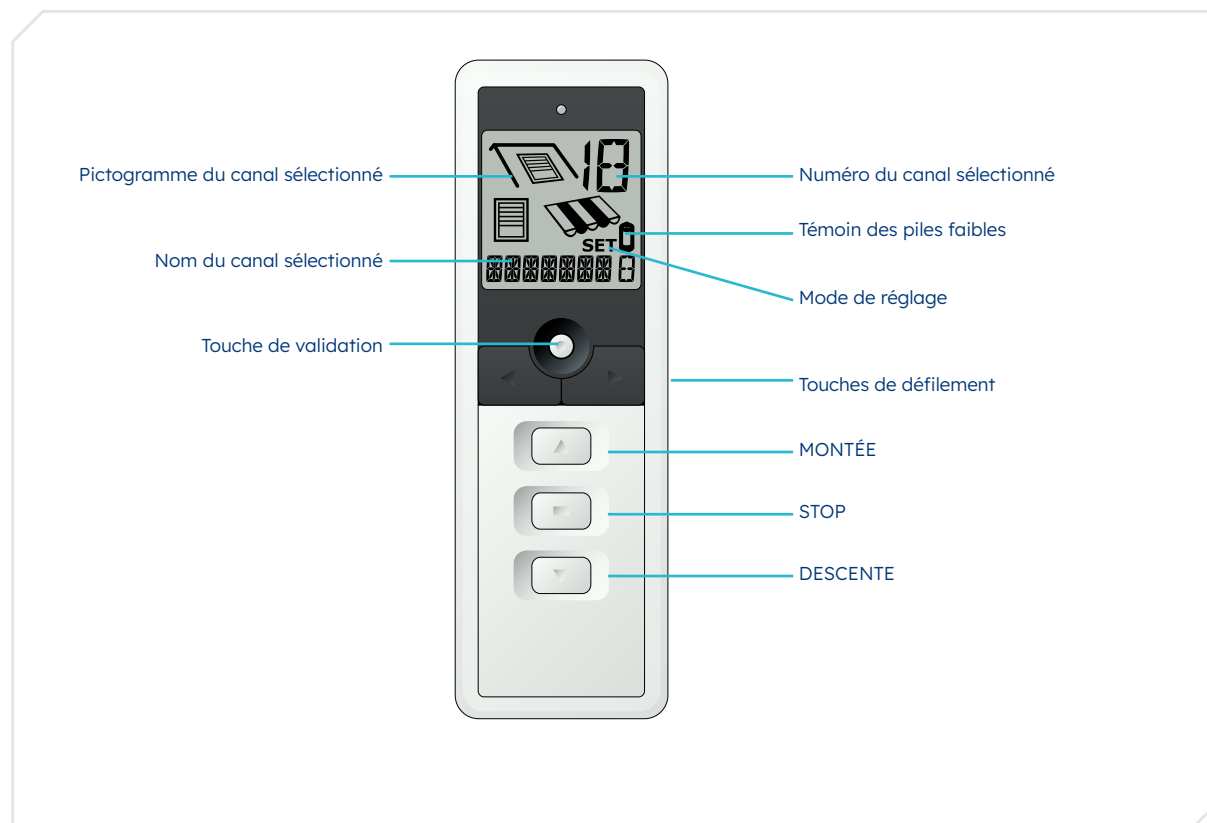 Pictogramme du canal sélectionné
Numéro du canal sélectionné
18
Témoin des piles faibles
SET
Nom du canal sélectionné
Mode de réglage
Touche de validation
Touches de défilement
MONTÉE
STOP
DESCENTE